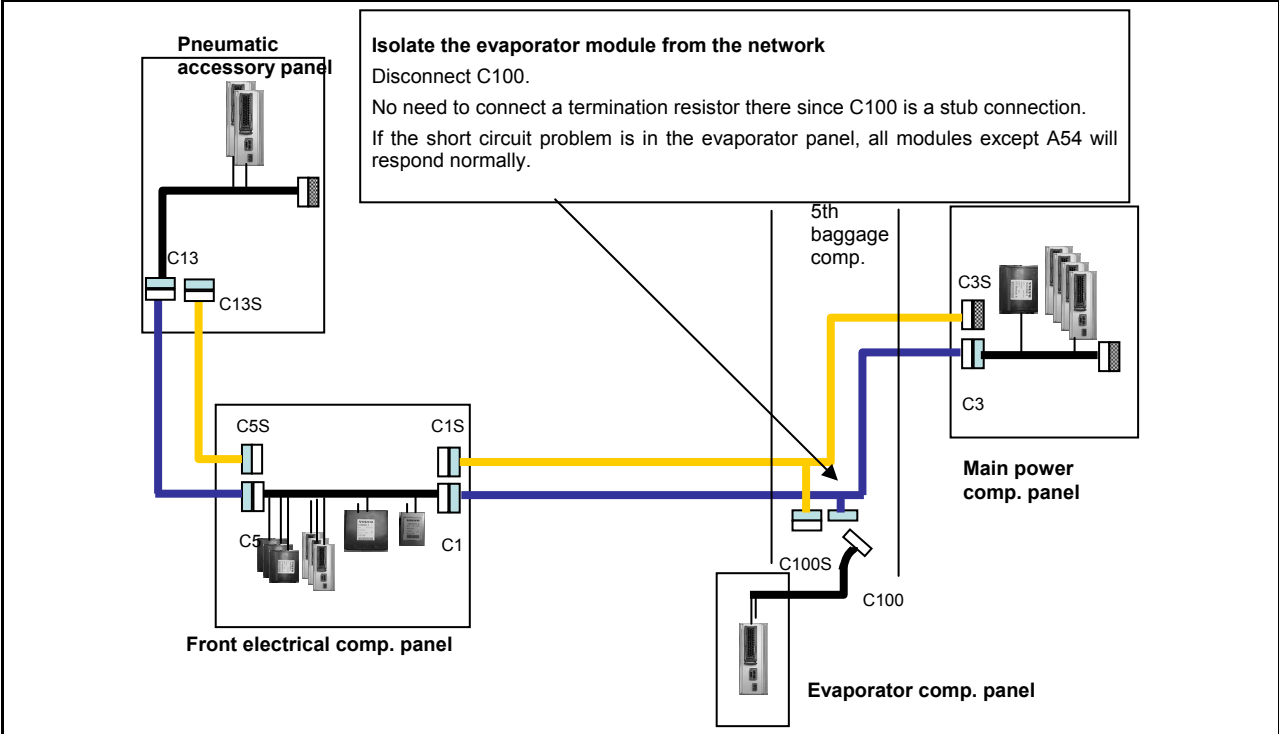 Pneumatic
accessory panel
Isolate the evaporator module from the network
Disconnect C100.
No need to connect a termination resistor there since C100 is a stub connection.
If the short circuit problem is in the evaporator panel, all modules except A54 will
respond normally.
5th
baggage
comp.
C13
C13S
C3S
C3
C5S
C1S
C5
C1
C100S
C100
Main power
comp. panel
Front electrical comp. panel
Evaporator comp. panel